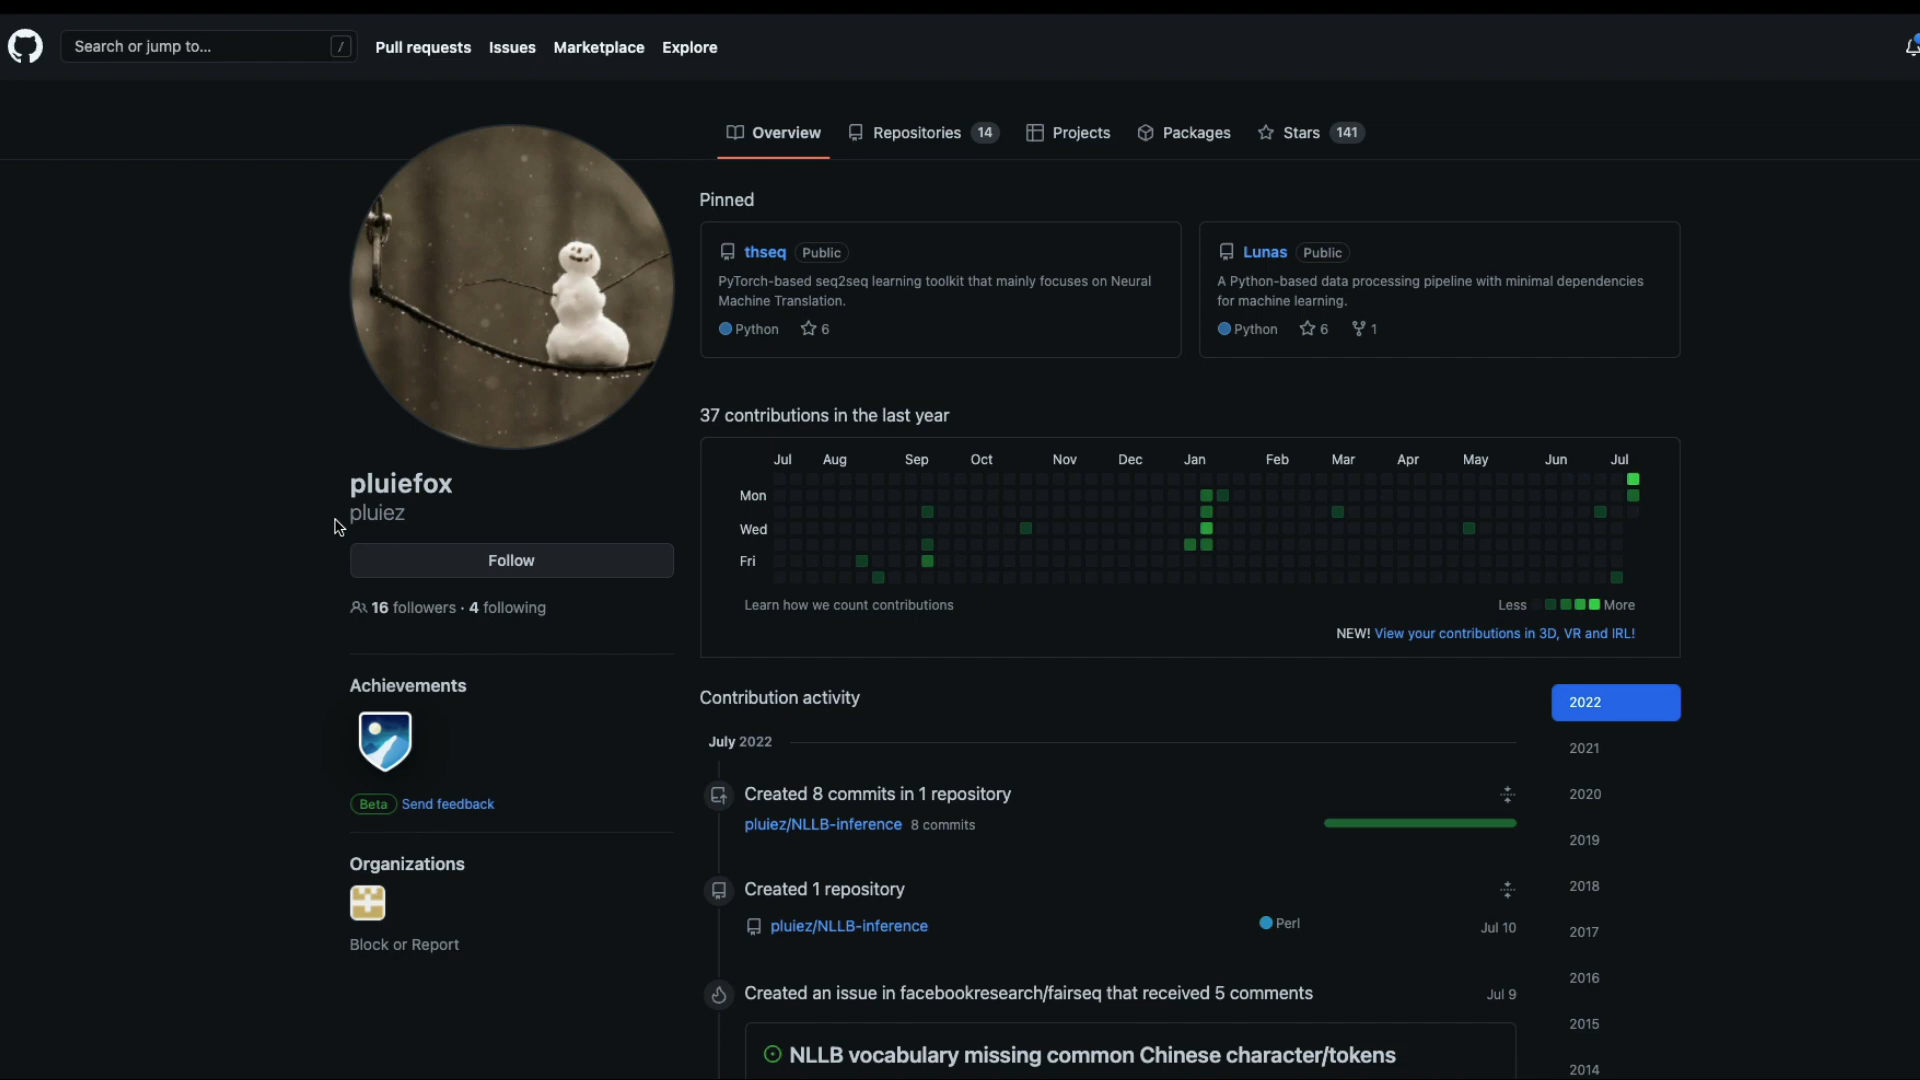 Search or jump to... /
Pull requests Issues Marketplace Explore
Overview Repositories 14 Projects Packages Stars 141
pluiefox
pluiez
Follow
16 followers · 4 following
Achievements
Beta Send feedback
Organizations
Block or Report
Pinned
thseq Public
PyTorch-based seq2seq learning toolkit that mainly focuses on Neural
Machine Translation.
Python 6
Lunas Public
A Python-based data processing pipeline with minimal dependencies
for machine learning.
Python 6 1
37 contributions in the last year
Jul Aug Sep Oct Nov Dec Jan Feb Mar Apr May Jun Jul
Mon
Wed
Fri
Learn how we count contributions Less More
NEW! View your contributions in 3D, VR and IRL!
Contribution activity
July 2022
Created 8 commits in 1 repository
pluiez/NLLB-inference 8 commits
Created 1 repository
pluiez/NLLB-inference Perl Jul 10
Created an issue in facebookresearch/fairseq that received 5 comments Jul 9
NLLB vocabulary missing common Chinese character/tokens
2022
2021
2020
2019
2018
2017
2016
2015
2014